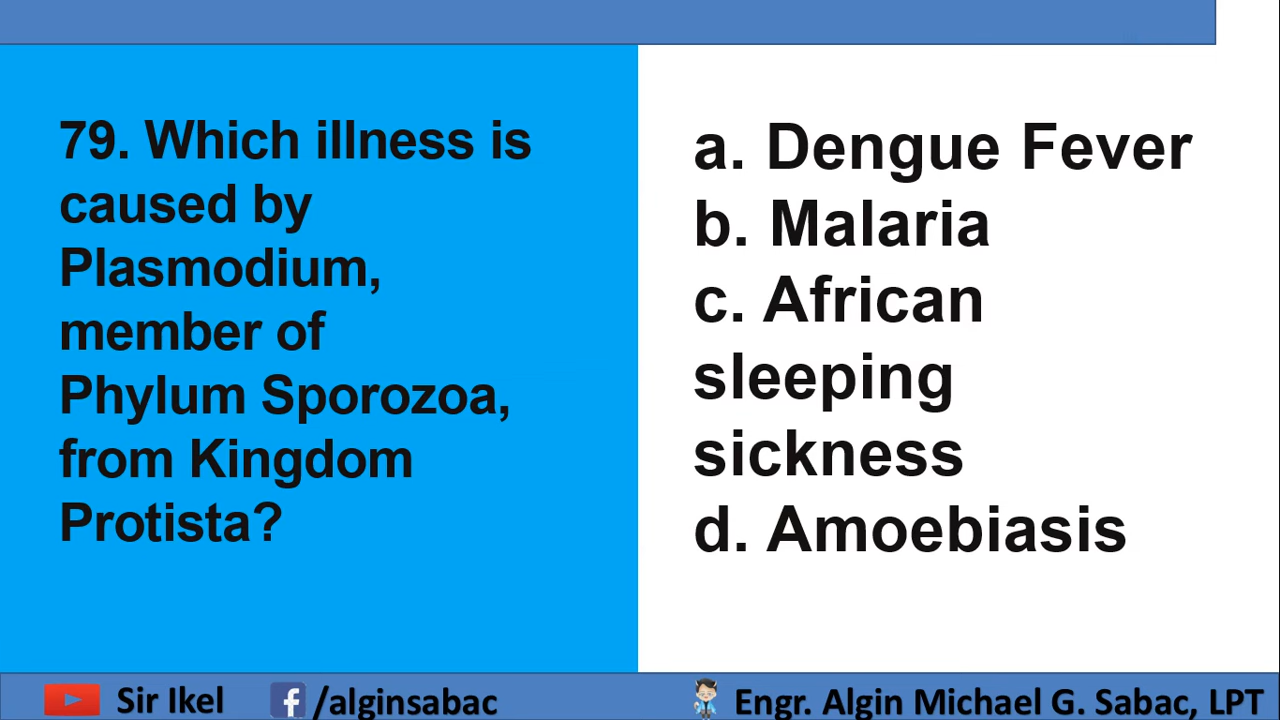 79. Which illness is
caused by
Plasmodium,
member of
Phylum Sporozoa,
from Kingdom
Protista?
a. Dengue Fever
b. Malaria
c. African
sleeping
sickness
d. Amoebiasis
Sir Ikel
f /alginsabac
Engr. Algin Michael G. Sabac, LPT